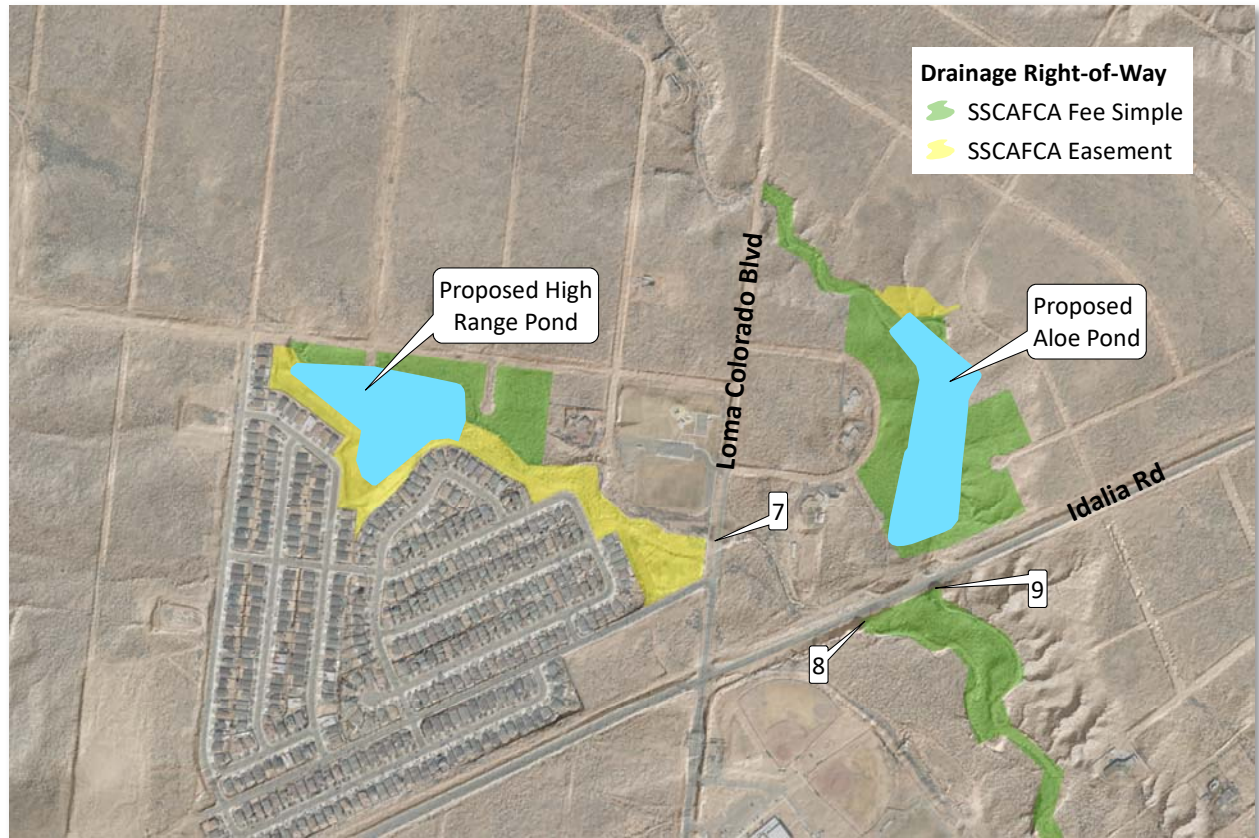 Drainage Right-of-Way
SSCAFCA Fee Simple
SSCAFCA Easement
Proposed High
Range Pond
Proposed
Aloe Pond
Loma Colorado Blvd
Idalia Rd
7
9
8